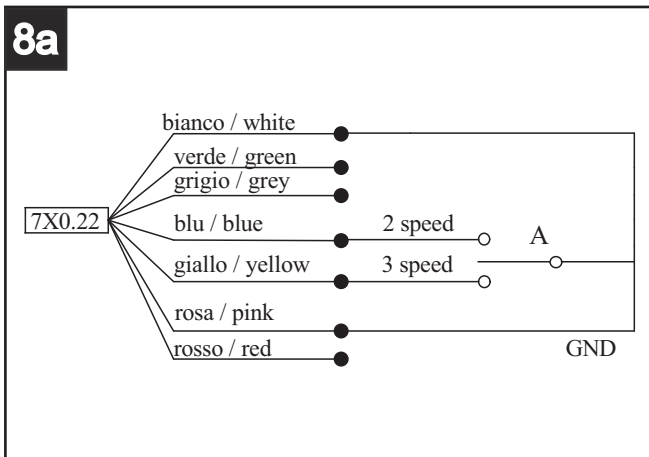 8a
bianco / white
verde / green
grigio / grey
7X0.22
blu / blue
2 speed
A
giallo / yellow
3 speed
rosa / pink
GND
rosso / red